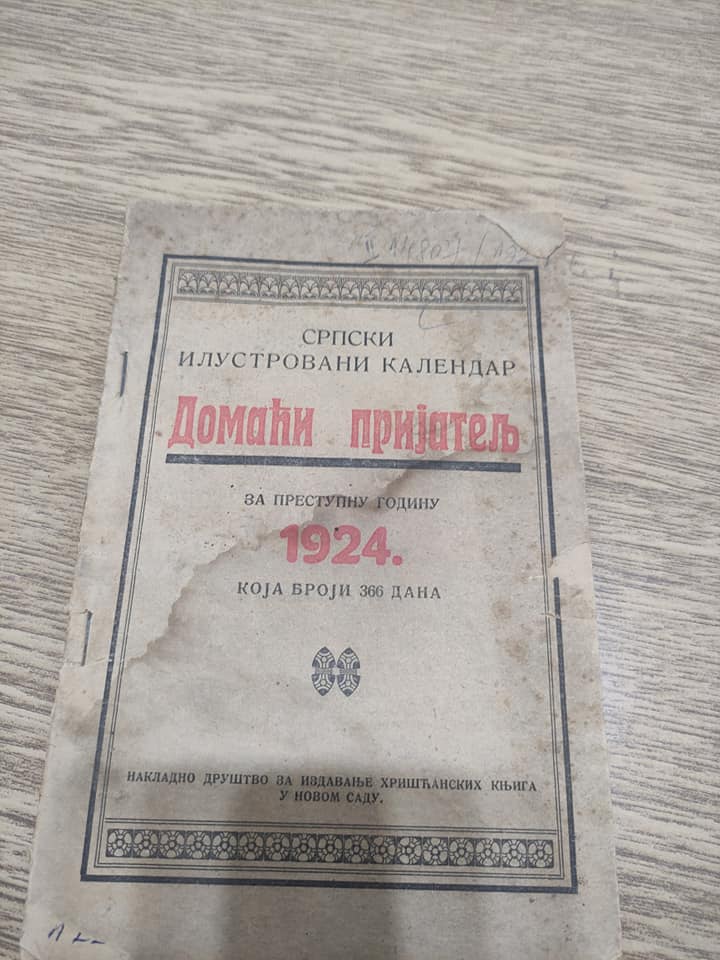 СРПСКИ
ИЛУСТРОВАНИ КАЛЕНДАР
Домаћи пријатељ
ЗА ПРЕСТУПНУ ГОДИНУ
1924.
КОЈА БРОЈИ 366 ДАНА
НАКЛАДНО ДРУШТВО ЗА ИЗДАВАЊЕ ХРИШЋАНСКИХ КЊИГА
У НОВОМ САДУ.